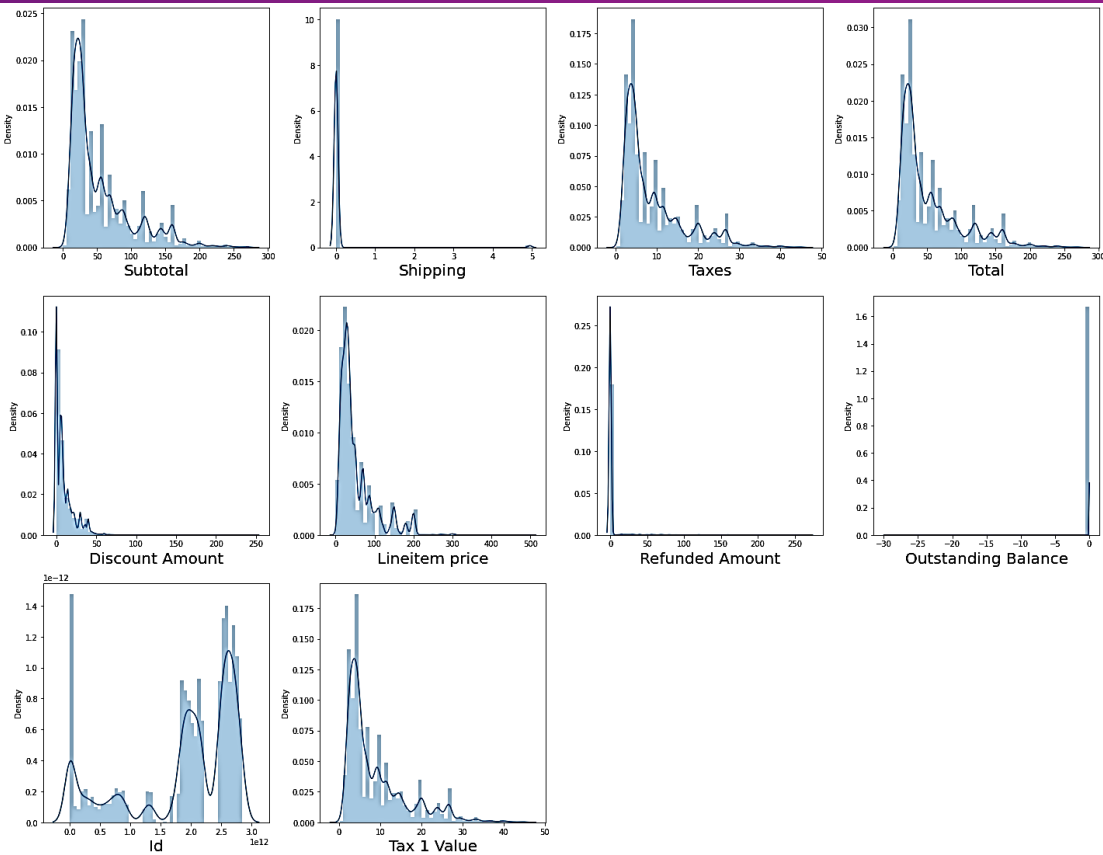 0.025
0.020
0.015
0.010
0.005
0.000
Density
0 50 100 150 200 250 300
Subtotal
10
8
6
4
2
0
Density
0 1 2 3 4 5
Shipping
0.175
0.150
0.125
0.100
0.075
0.050
0.025
0.000
Density
0 10 20 30 40 50
Taxes
0.030
0.025
0.020
0.015
0.010
0.005
0.000
Density
0 50 100 150 200 250 300
Total
0.10
0.08
0.06
0.04
0.02
0.00
Density
0 50 100 150 200 250
Discount Amount
0.020
0.015
0.010
0.005
0.000
Density
0 100 200 300 400 500
Lineitem price
0.25
0.20
0.15
0.10
0.05
0.00
Density
0 50 100 150 200 250
Refunded Amount
1.6
1.4
1.2
1.0
0.8
0.6
0.4
0.2
0.0
Density
−30 −25 −20 −15 −10 −5 0
Outstanding Balance
1e−12
1.4
1.2
1.0
0.8
0.6
0.4
0.2
0.0
Density
0.0 0.5 1.0 1.5 2.0 2.5 3.0
1e12
Id
0.175
0.150
0.125
0.100
0.075
0.050
0.025
0.000
Density
0 10 20 30 40 50
Tax 1 Value